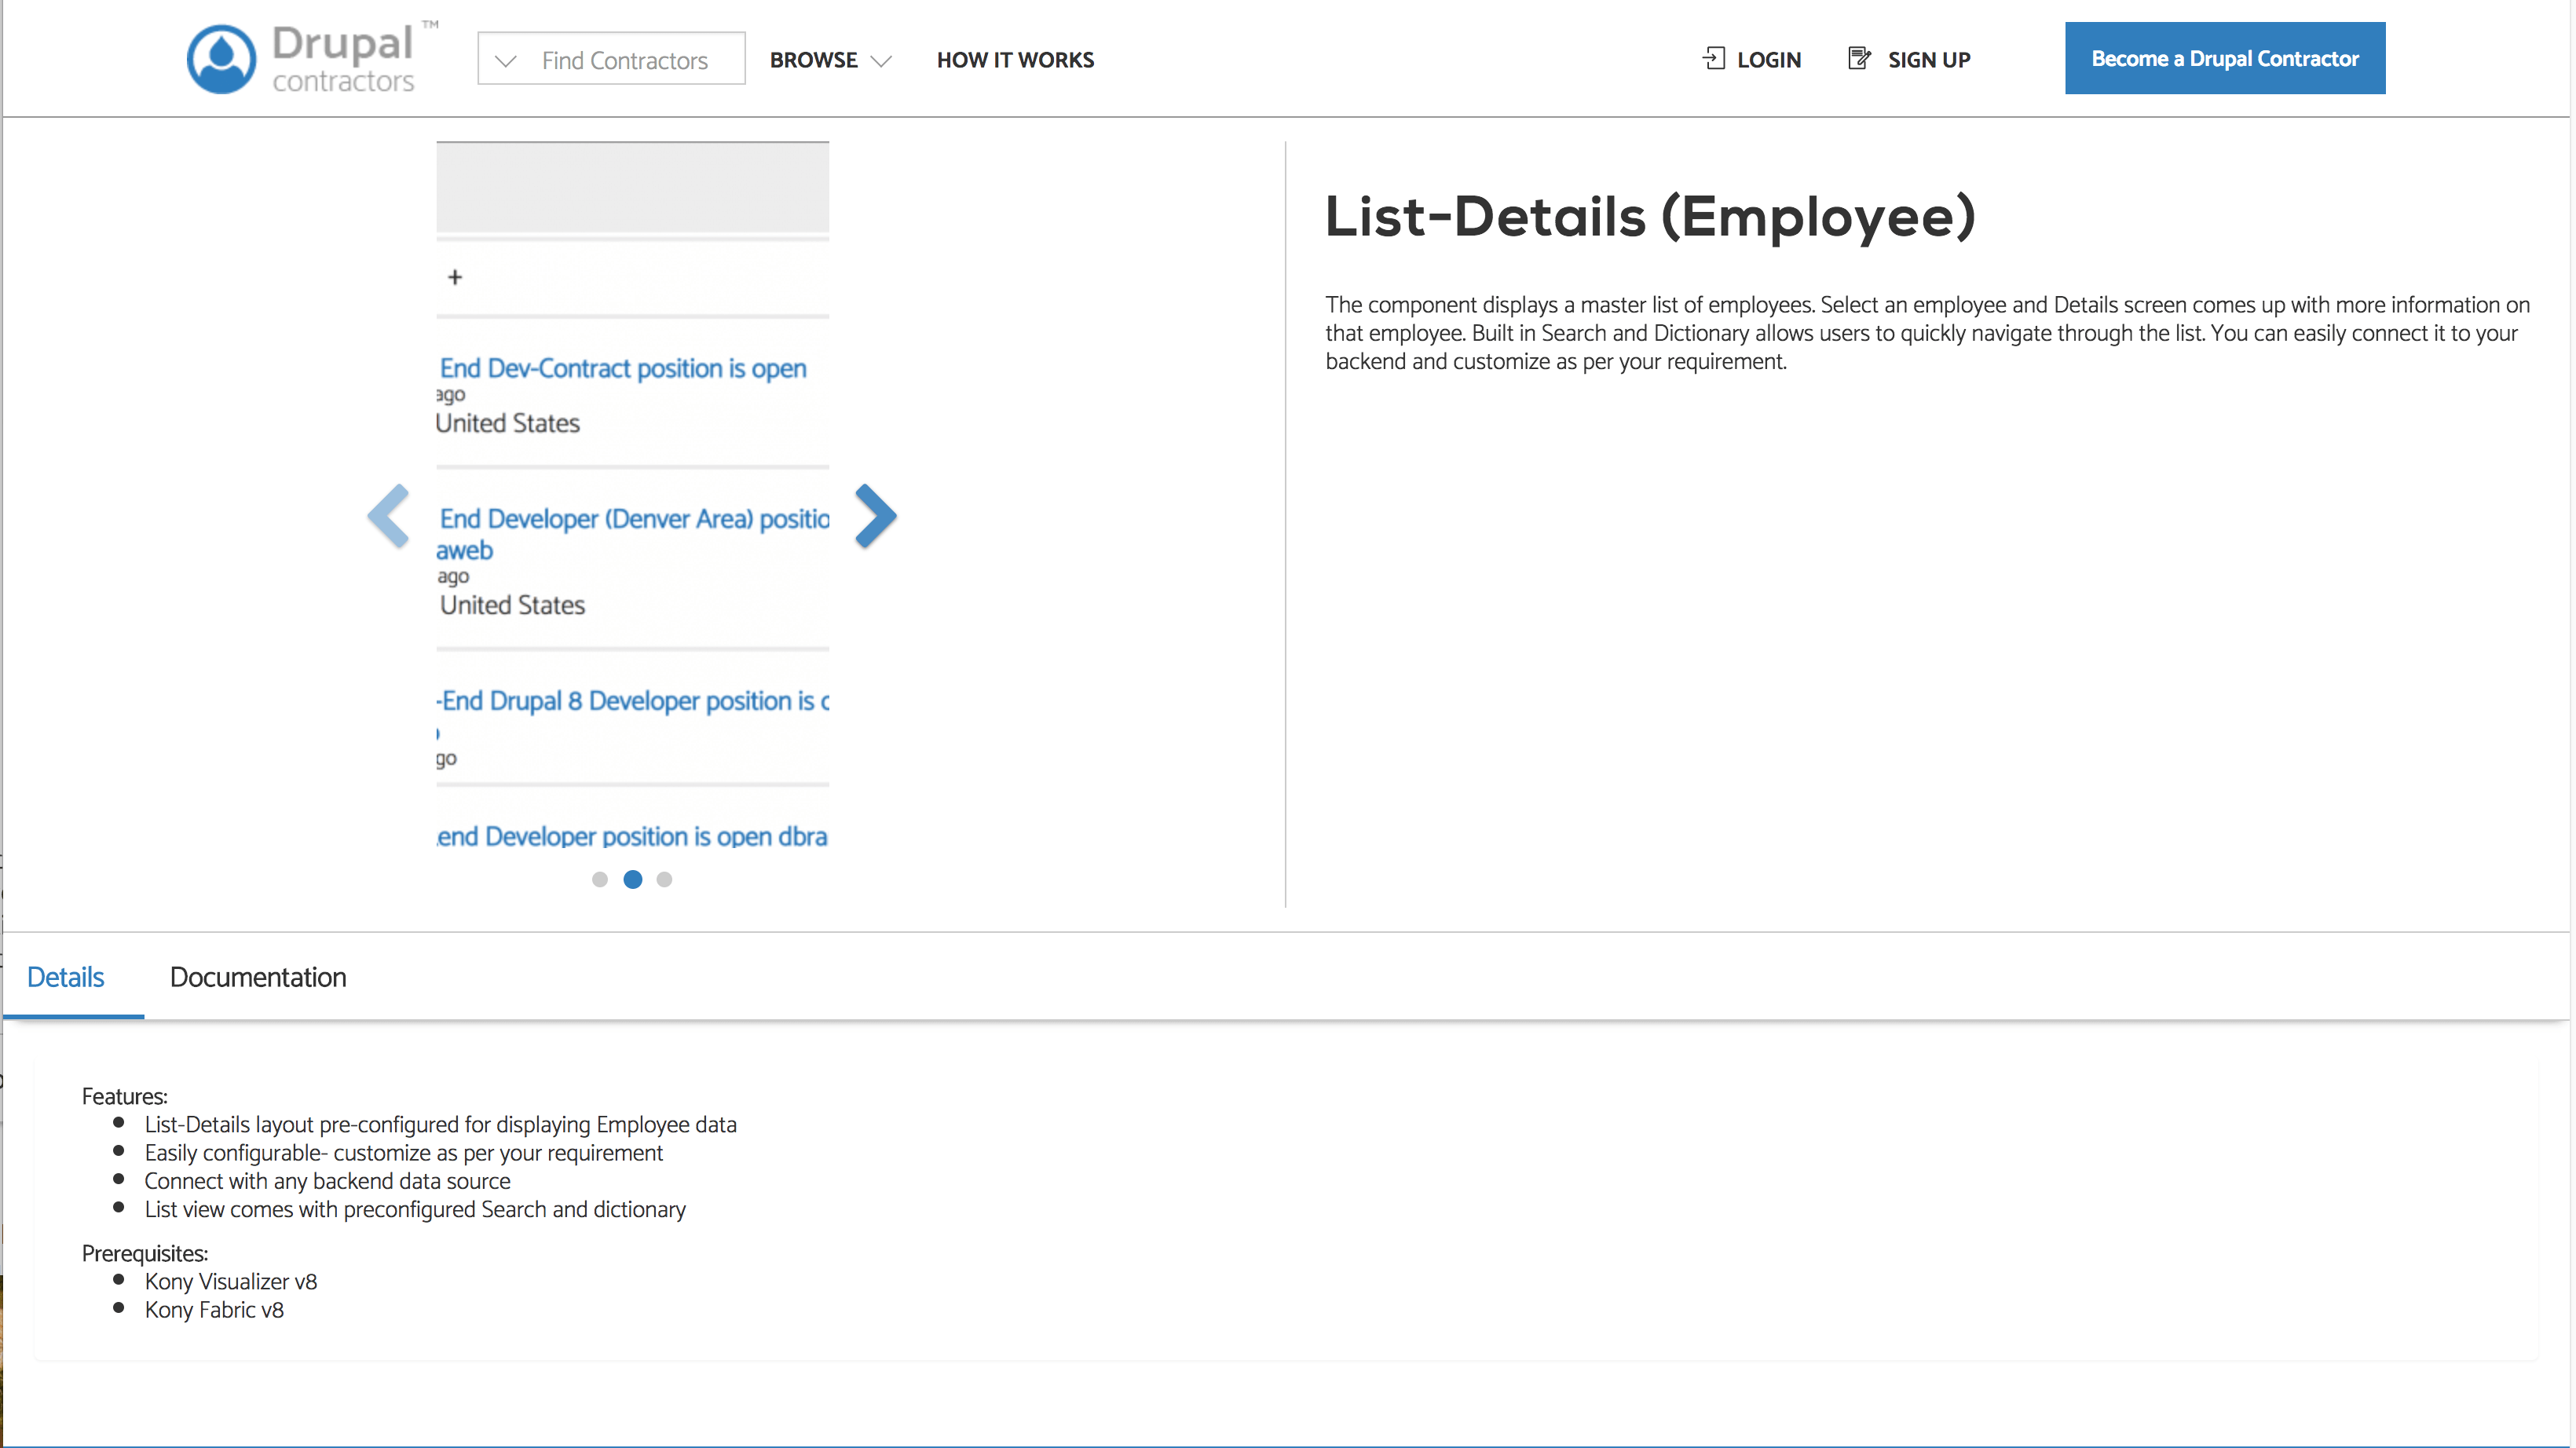 Drupal ™
contractors
Find Contractors
BROWSE
HOW IT WORKS
LOGIN
SIGN UP
Become a Drupal Contractor
+
End Dev-Contract position is open
ago
United States
End Developer (Denver Area) positio
aweb
ago
United States
-End Drupal 8 Developer position is
go
end Developer position is open dbra
List-Details (Employee)
The component displays a master list of employees. Select an employee and Details screen comes up with more information on
that employee. Built in Search and Dictionary allows users to quickly navigate through the list. You can easily connect it to your
backend and customize as per your requirement.
Details
Documentation
Features:
List-Details layout pre-configured for displaying Employee data
Easily configurable- customize as per your requirement
Connect with any backend data source
List view comes with preconfigured Search and dictionary
Prerequisites:
Kony Visualizer v8
Kony Fabric v8